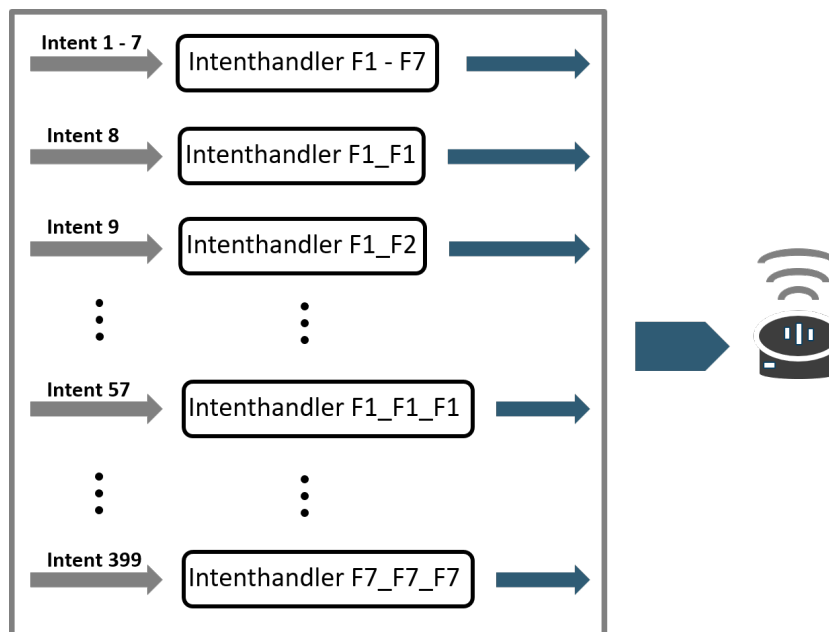 Intent 1 - 7
Intenthandler F1 - F7
Intent 8
Intenthandler F1_F1
Intent 9
Intenthandler F1_F2
Intent 57
Intenthandler F1_F1_F1
Intent 399
Intenthandler F7_F7_F7